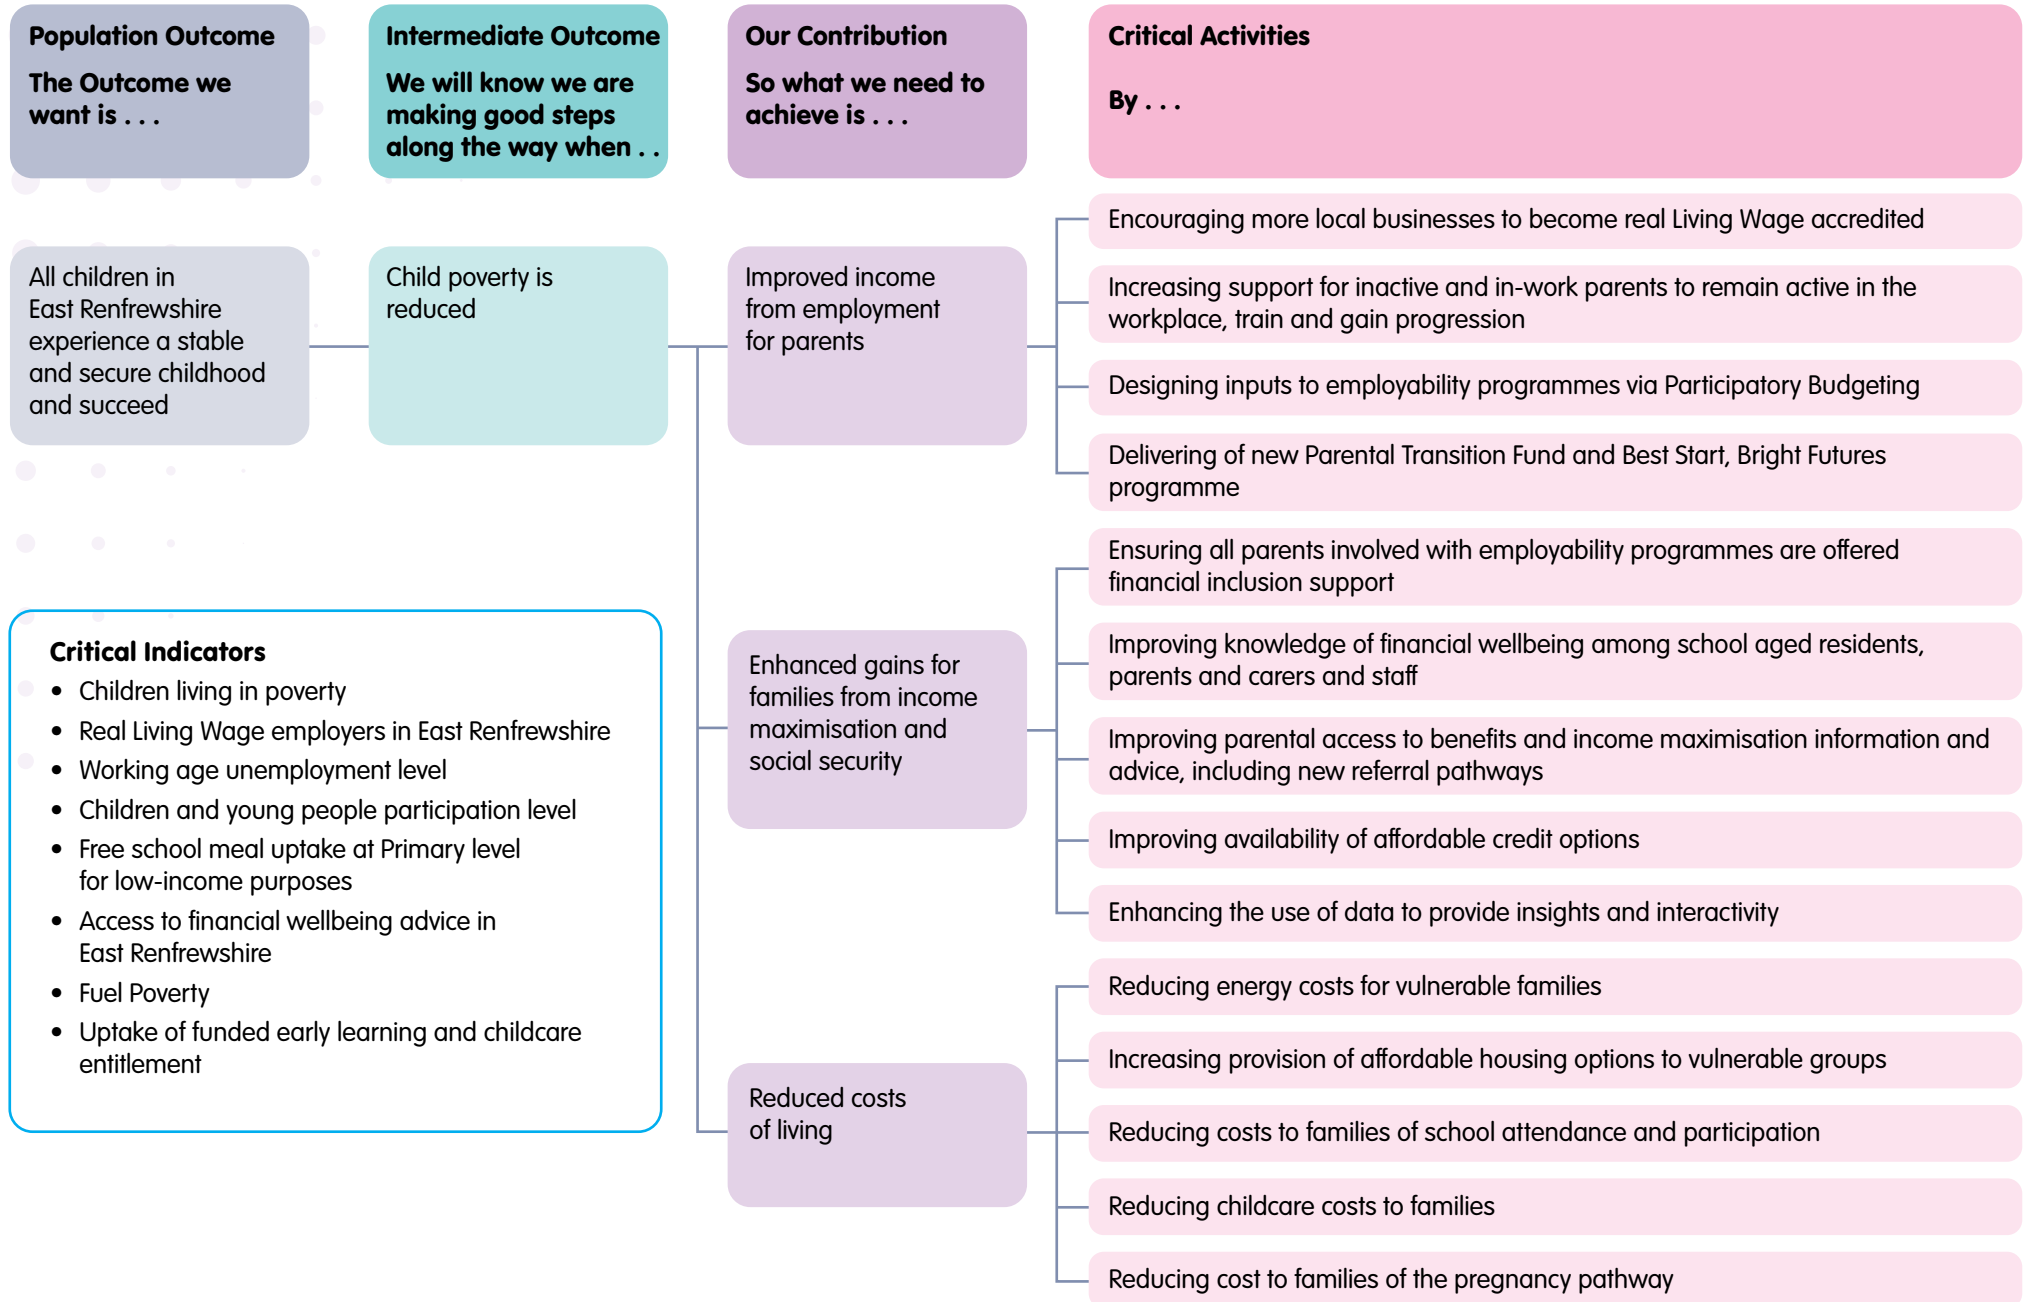 Population Outcome
The Outcome we
want is . . .
Intermediate Outcome
We will know we are
making good steps
along the way when . .
Our Contribution
So what we need to
achieve is . . .
Critical Activities
By . . .
All children in
East Renfrewshire
experience a stable
and secure childhood
and succeed
Child poverty is
reduced
Improved income
from employment
for parents
Encouraging more local businesses to become real Living Wage accredited
Increasing support for inactive and in-work parents to remain active in the
workplace, train and gain progression
Designing inputs to employability programmes via Participatory Budgeting
Delivering of new Parental Transition Fund and Best Start, Bright Futures
programme
Enhanced gains for
families from income
maximisation and
social security
Ensuring all parents involved with employability programmes are offered
financial inclusion support
Improving knowledge of financial wellbeing among school aged residents,
parents and carers and staff
Improving parental access to benefits and income maximisation information and
advice, including new referral pathways
Improving availability of affordable credit options
Enhancing the use of data to provide insights and interactivity
Reduced costs
of living
Reducing energy costs for vulnerable families
Increasing provision of affordable housing options to vulnerable groups
Reducing costs to families of school attendance and participation
Reducing childcare costs to families
Reducing cost to families of the pregnancy pathway
Critical Indicators
• Children living in poverty
• Real Living Wage employers in East Renfrewshire
• Working age unemployment level
• Children and young people participation level
• Free school meal uptake at Primary level
for low-income purposes
• Access to financial wellbeing advice in
East Renfrewshire
• Fuel Poverty
• Uptake of funded early learning and childcare
entitlement